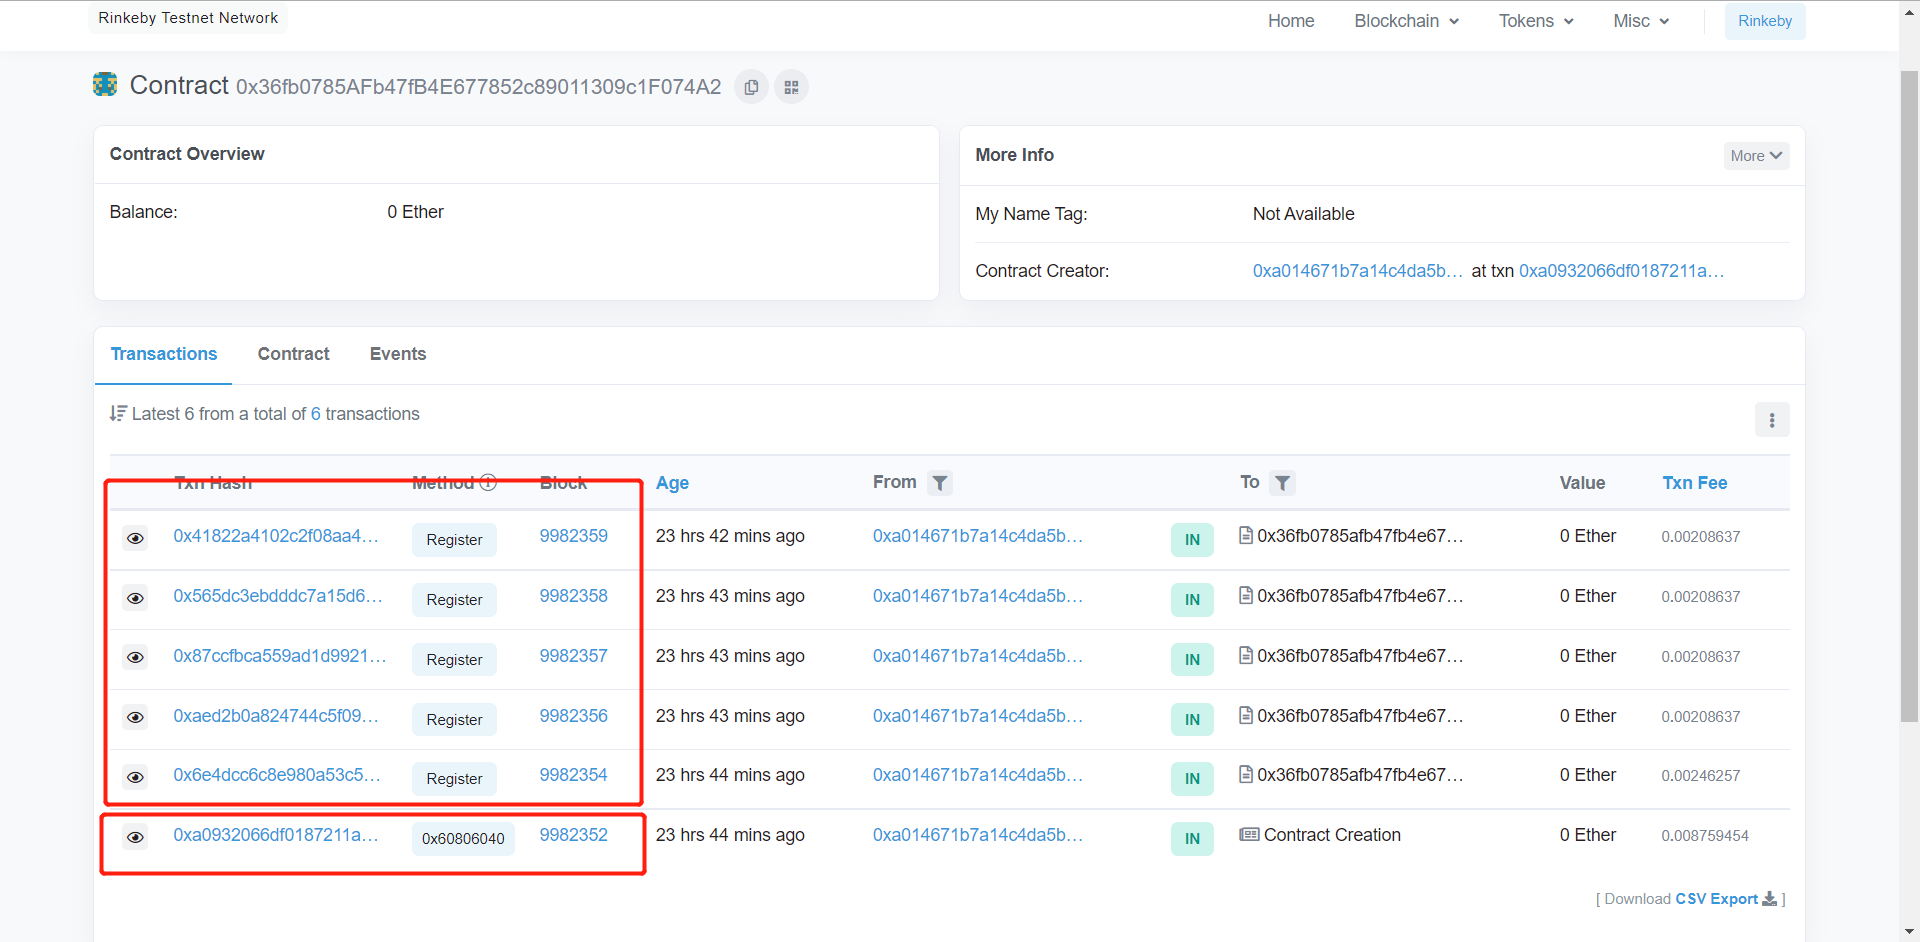 Rinkeby Testnet Network
Home Blockchain Tokens Misc Rinkeby
Contract 0x36fb0785AFb47fB4E677852c89011309c1F074A2
Contract Overview
Balance: 0 Ether
More Info More
My Name Tag: Not Available
Contract Creator: 0xa014671b7a14c4da5b... at txn 0xa0932066df0187211a...
Transactions Contract Events
Latest 6 from a total of 6 transactions
Txn Hash Method Block Age From To Value Txn Fee
0x41822a4102c2f08aa4... Register 9982359 23 hrs 42 mins ago 0xa014671b7a14c4da5b... IN 0x36fb0785afb47fb4e67... 0 Ether 0.00208637
0x565dc3ebdddc7a15d6... Register 9982358 23 hrs 43 mins ago 0xa014671b7a14c4da5b... IN 0x36fb0785afb47fb4e67... 0 Ether 0.00208637
0x87ccfbca559ad1d9921... Register 9982357 23 hrs 43 mins ago 0xa014671b7a14c4da5b... IN 0x36fb0785afb47fb4e67... 0 Ether 0.00208637
0xaed2b0a824744c5f09... Register 9982356 23 hrs 43 mins ago 0xa014671b7a14c4da5b... IN 0x36fb0785afb47fb4e67... 0 Ether 0.00208637
0x6e4dcc6c8e980a53c5... Register 9982354 23 hrs 44 mins ago 0xa014671b7a14c4da5b... IN 0x36fb0785afb47fb4e67... 0 Ether 0.00246257
0xa0932066df0187211a... 0x60806040 9982352 23 hrs 44 mins ago 0xa014671b7a14c4da5b... IN Contract Creation 0 Ether 0.008759454
[ Download CSV Export ]